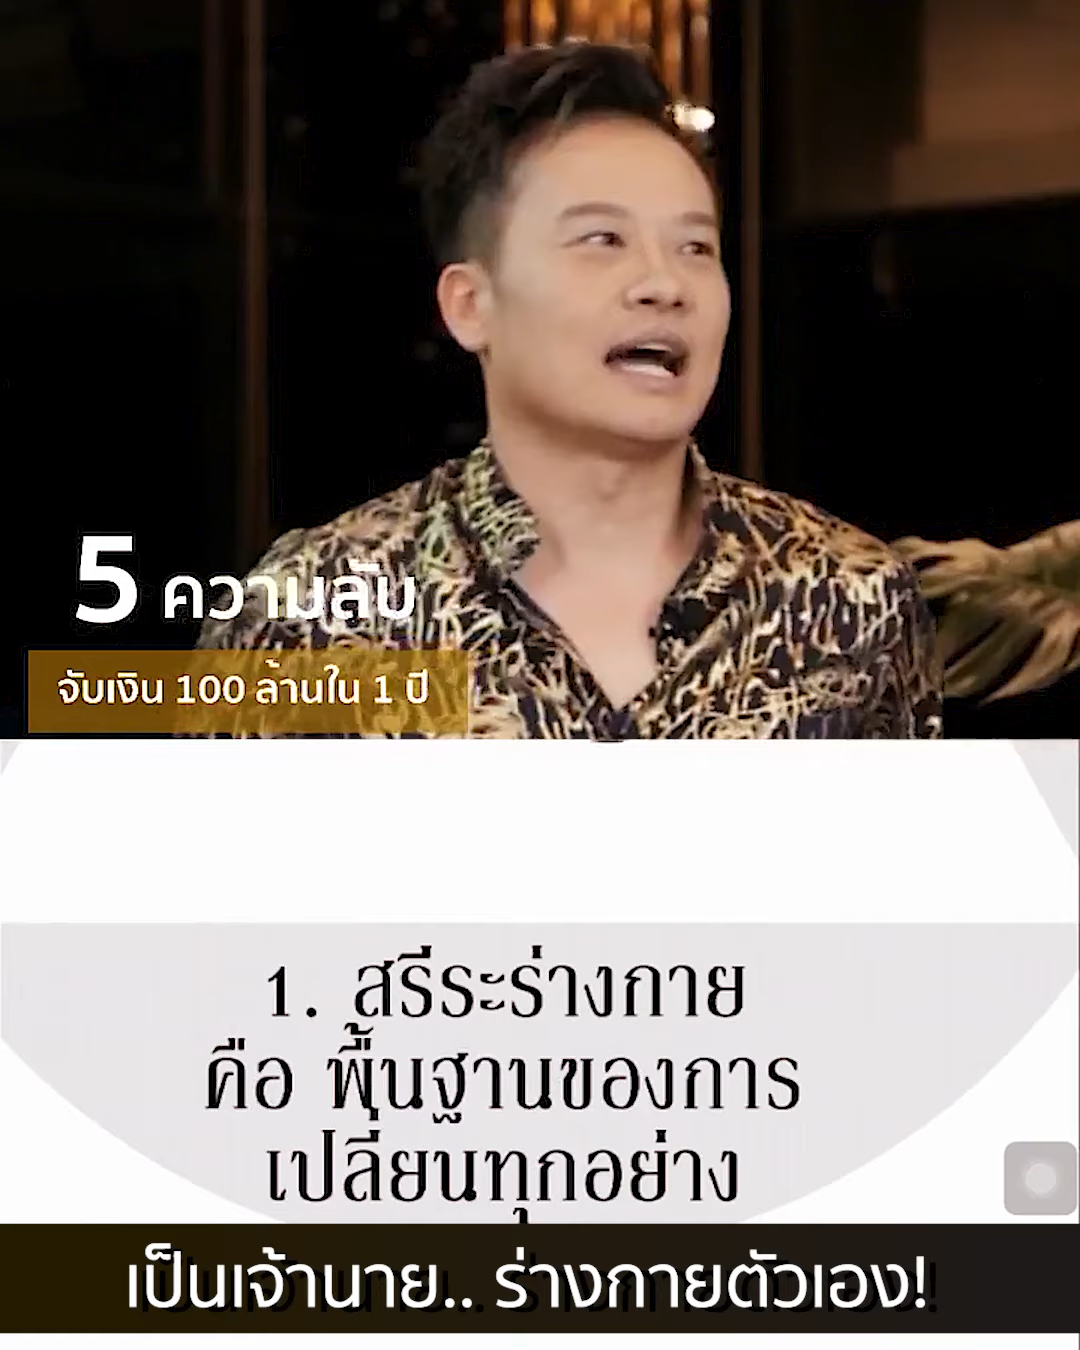 5 ความลับ
จับเงิน 100 ล้านใน 1 ปี
1. สรีระร่างกาย
คือ พื้นฐานของการ
เปลี่ยนทุกอย่าง
เป็นเจ้านาย.. ร่างกายตัวเอง!